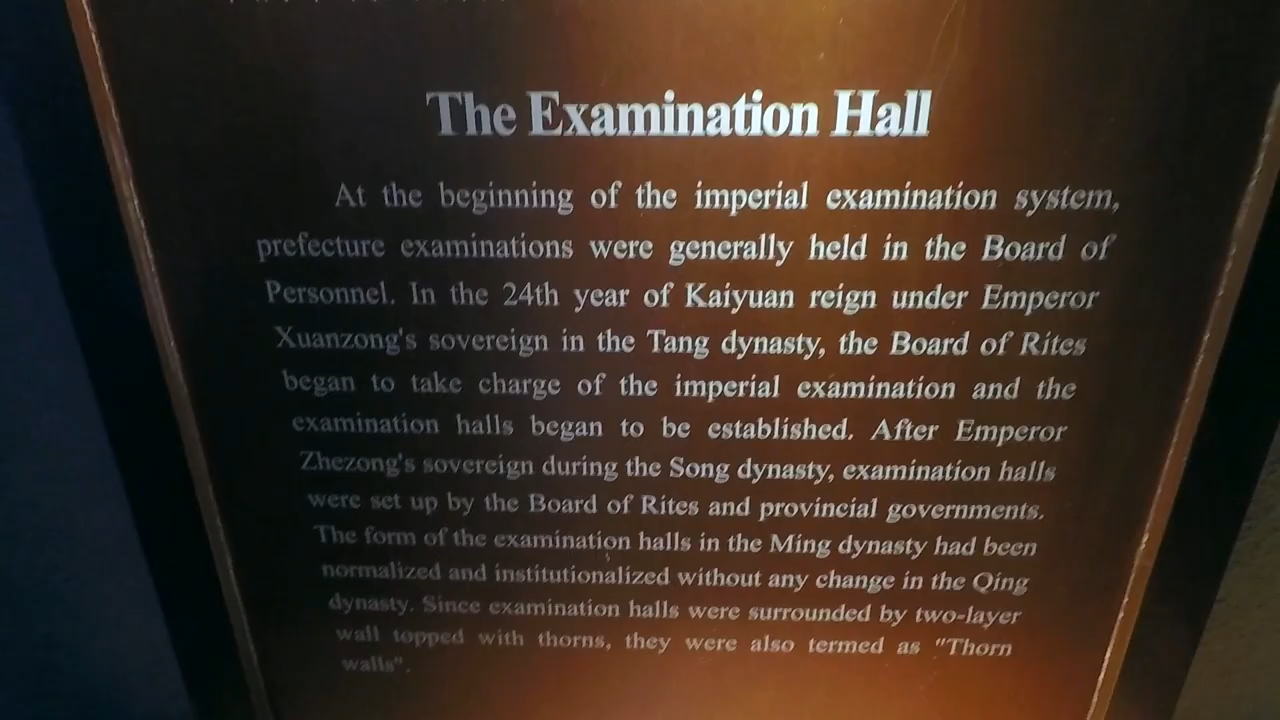 The Examination Hall
At the beginning of the imperial examination system,
prefecture examinations were generally held in the Board of
Personnel. In the 24th year of Kaiyuan reign under Emperor
Xuanzong's sovereign in the Tang dynasty, the Board of Rites
began to take charge of the imperial examination and the
examination halls began to be established. After Emperor
Zhezong's sovereign during the Song dynasty, examination halls
were set up by the Board of Rites and provincial governments.
The form of the examination halls in the Ming dynasty had been
normalized and institutionalized without any change in the Qing
dynasty. Since examination halls were surrounded by two-layer
wall topped with thorns, they were also termed as "Thorn
walls".